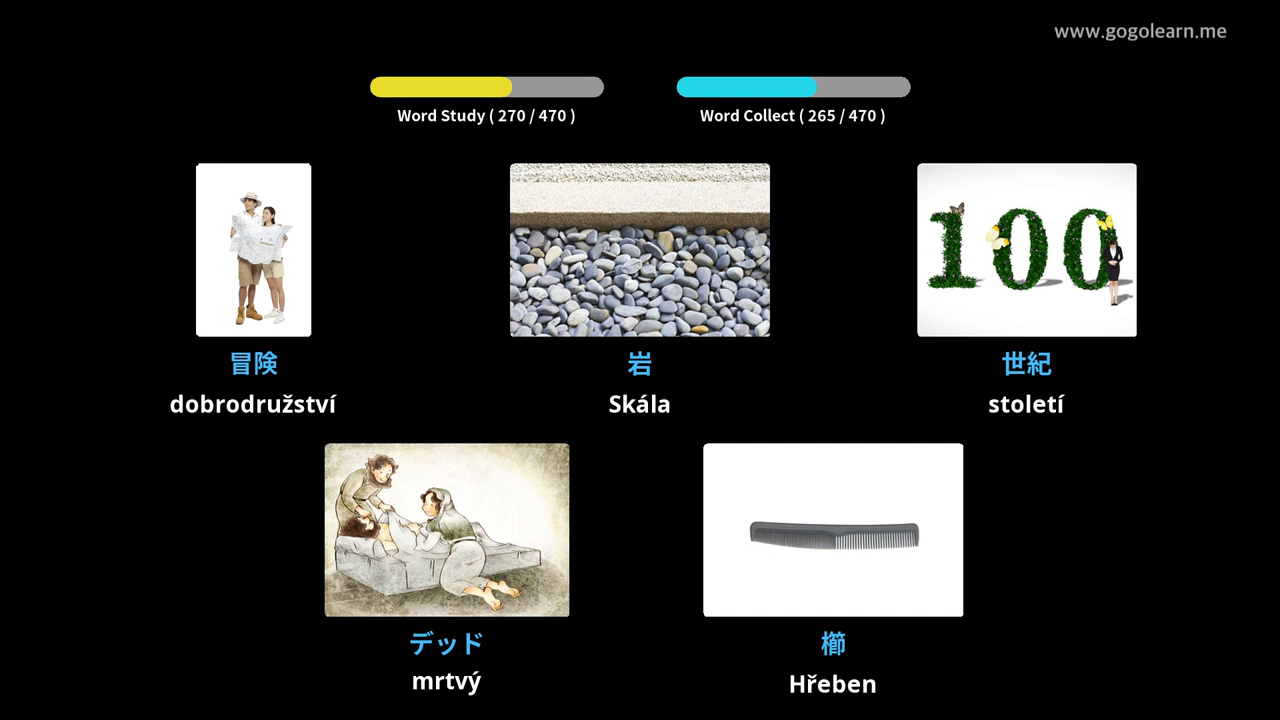 www.gogolearn.me
Word Study ( 270 / 470 )
Word Collect ( 265 / 470 )
冒険
岩
世紀
dobrodružství
Skála
století
デッド
櫛
mrtvý
Hřeben